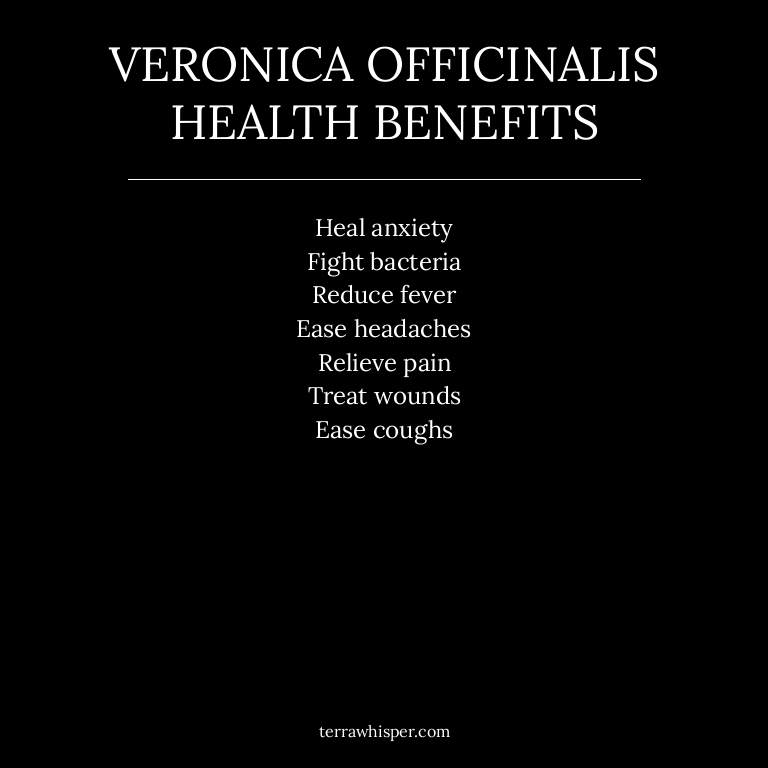 VERONICA OFFICINALIS
HEALTH BENEFITS
Heal anxiety
Fight bacteria
Reduce fever
Ease headaches
Relieve pain
Treat wounds
Ease coughs
terrawhisper.com